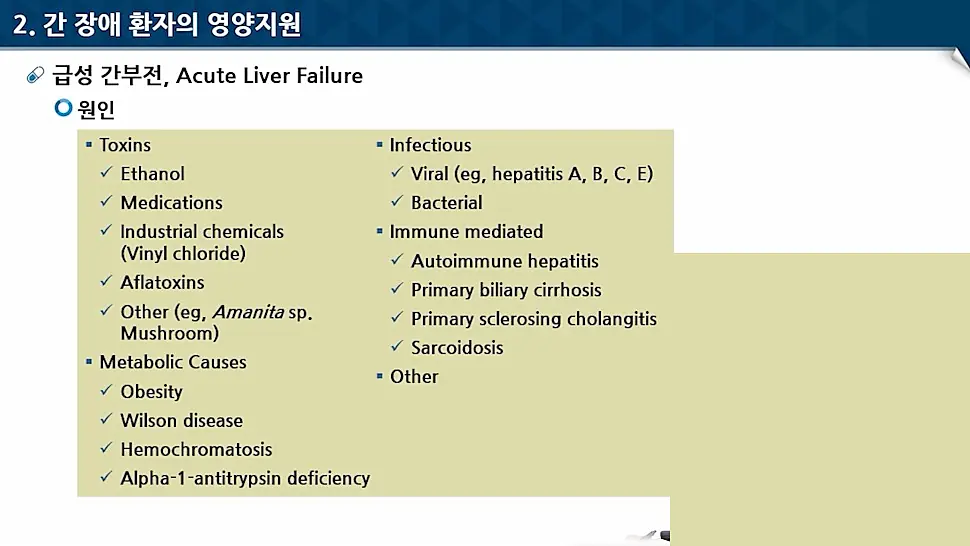 2. 간 장애 환자의 영양지원
급성 간부전, Acute Liver Failure
원인
Toxins
Ethanol
Medications
Industrial chemicals
(Vinyl chloride)
Aflatoxins
Other (eg, Amanita sp.
Mushroom)
Metabolic Causes
Obesity
Wilson disease
Hemochromatosis
Alpha-1-antitrypsin deficiency
Infectious
Viral (eg, hepatitis A, B, C, E)
Bacterial
Immune mediated
Autoimmune hepatitis
Primary biliary cirrhosis
Primary sclerosing cholangitis
Sarcoidosis
Other